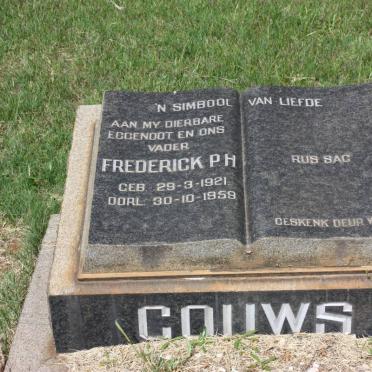 'N SIMBOOL VAN LIEFDE
AAN MY DIERBARE
EGGENOOT EN ONS
VADER
FREDERICK P.H
GEB. 29-3-1921.
OORL. 30-10-1959
RUS SAG
GESKENK DEUR
GOUWS